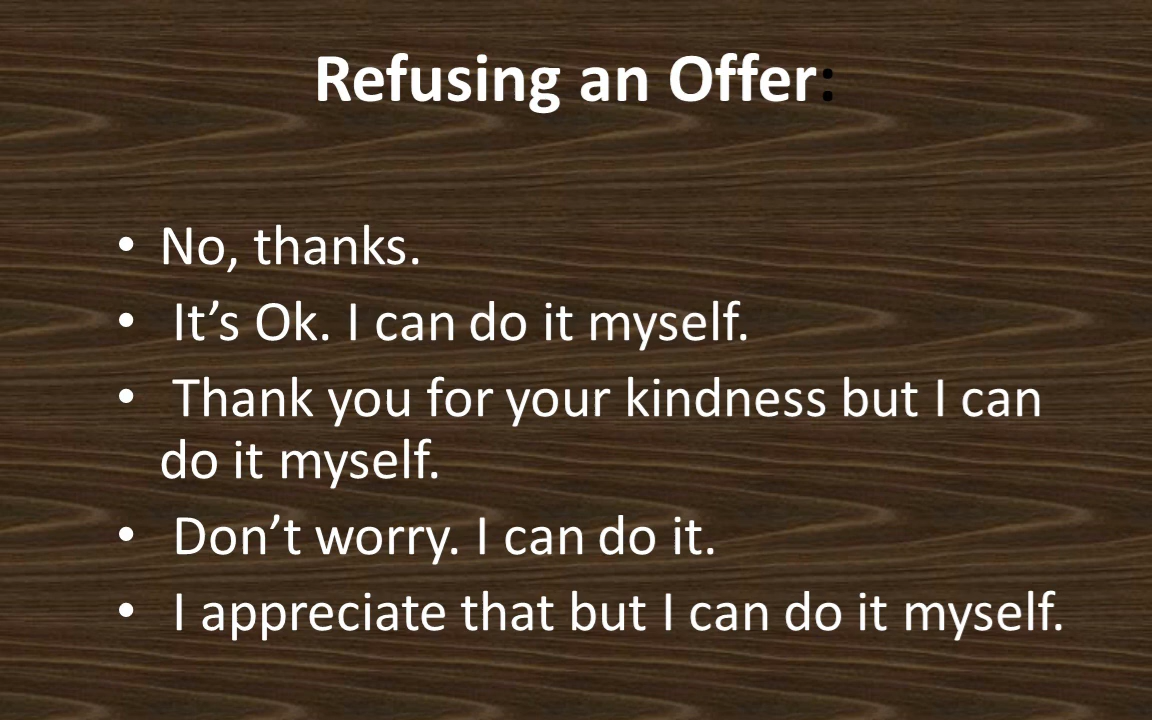 Refusing an Offer:
• No, thanks.
• It’s Ok. I can do it myself.
• Thank you for your kindness but I can
do it myself.
• Don’t worry. I can do it.
• I appreciate that but I can do it myself.